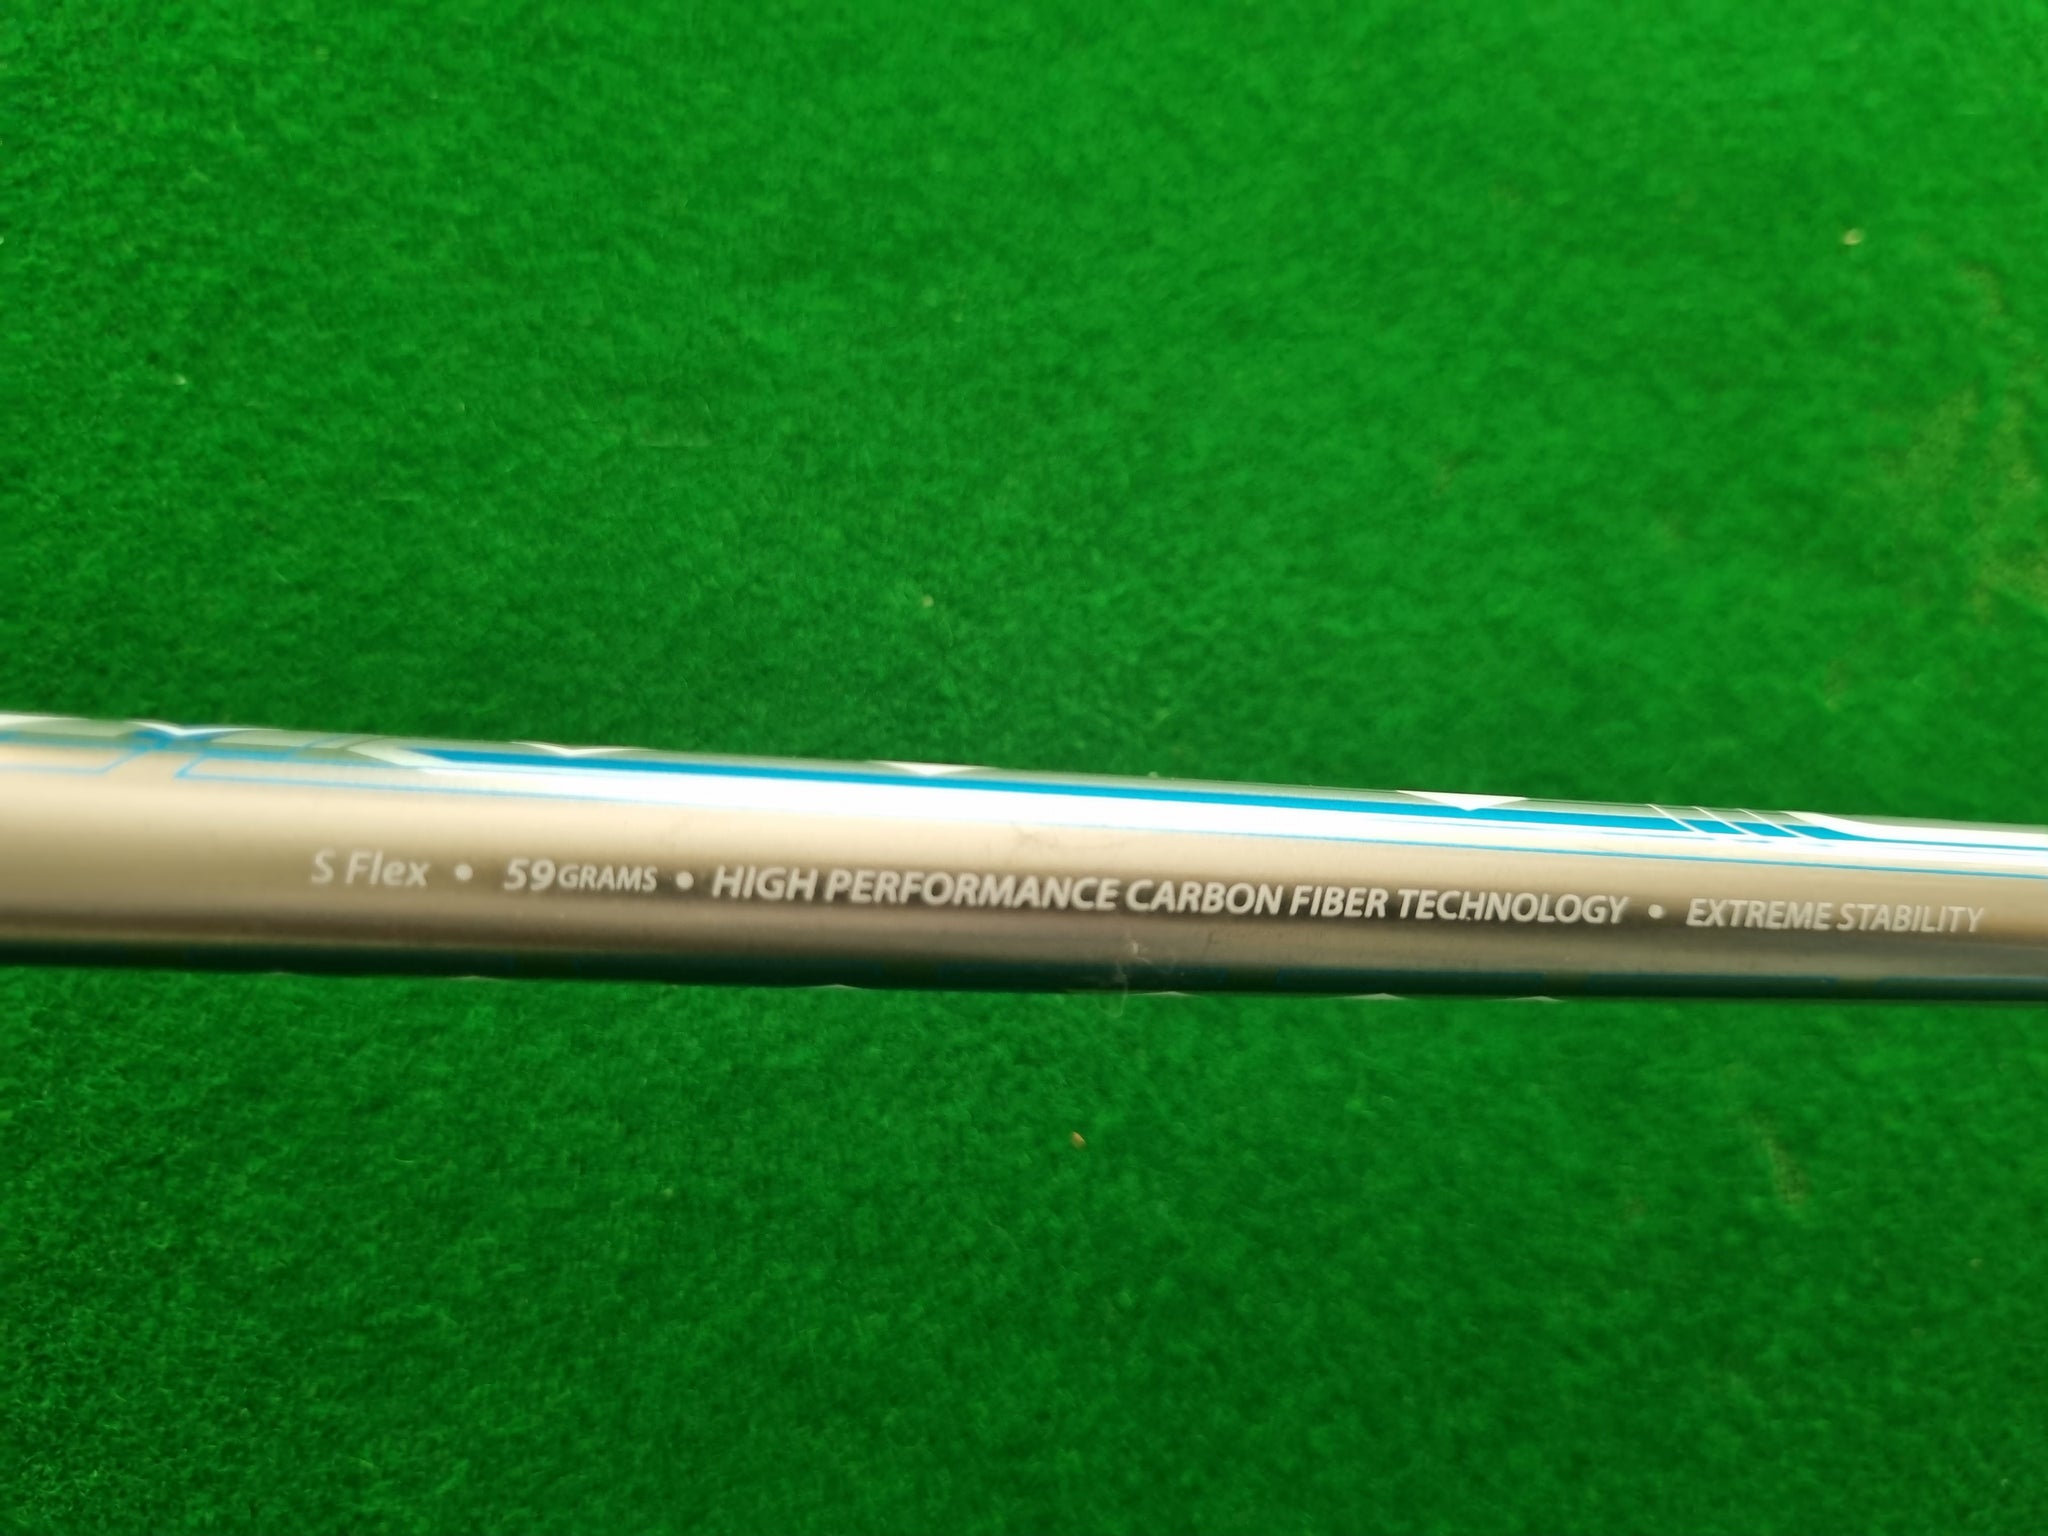 S Flex • 59GRAMS • HIGH PERFORMANCE CARBON FIBER TECHNOLOGY • EXTREME STABILITY